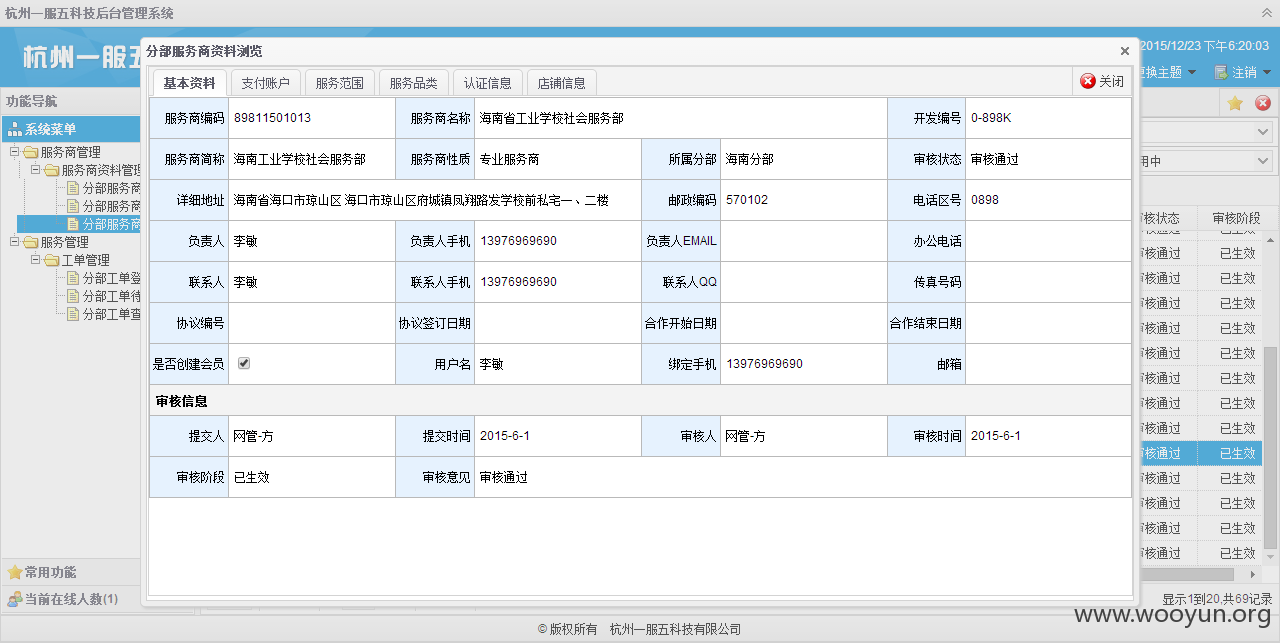 杭州一服五科技后台管理系统
杭州一服五
2015/12/23 下午6:20:03
换主题 注销
功能导航
系统菜单
服务商管理
服务商资料管理
分部服务商
分部服务商
分部服务商
服务管理
工单管理
分部工单登
分部工单待
分部工单查
常用功能
当前在线人数(1)
分部服务商资料浏览
基本资料 支付账户 服务范围 服务品类 认证信息 店铺信息 关闭
服务商编码 89811501013 服务商名称 海南省工业学校社会服务部 开发编号 0-898K
服务商简称 海南工业学校社会服务部 服务商性质 专业服务商 所属分部 海南分部 审核状态 审核通过
详细地址 海南省海口市琼山区 海口市琼山区府城镇凤翔路发学校前私宅一、二楼 邮政编码 570102 电话区号 0898
负责人 李敏 负责人手机 13976969690 负责人EMAIL 办公电话
联系人 李敏 联系人手机 13976969690 联系人QQ 传真号码
协议编号 协议签订日期 合作开始日期 合作结束日期
是否创建会员 用户名 李敏 绑定手机 13976969690 邮箱
审核信息
提交人 网管-方 提交时间 2015-6-1 审核人 网管-方 审核时间 2015-6-1
审核阶段 已生效 审核意见 审核通过
用中
审核状态 审核阶段
审核通过 已生效
审核通过 已生效
审核通过 已生效
审核通过 已生效
审核通过 已生效
审核通过 已生效
审核通过 已生效
审核通过 已生效
审核通过 已生效
审核通过 已生效
审核通过 已生效
审核通过 已生效
审核通过 已生效
审核通过 已生效
显示1到20,共69记录
©版权所有 杭州一服五科技有限公司
www.wooyun.org